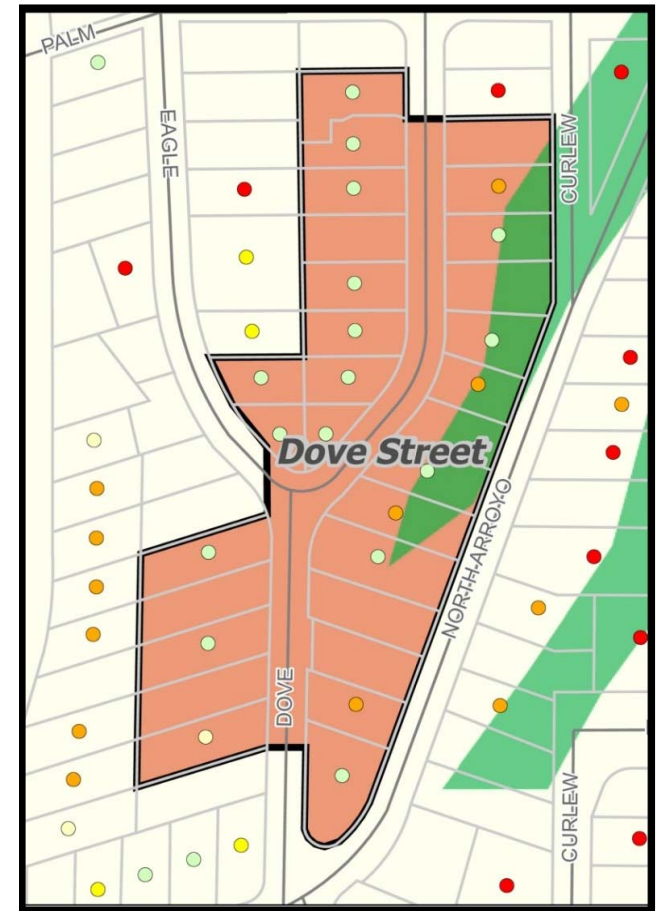 PALM
EAGLE
CURLEW
Dove Street
NORTH ARROYO
DOVE
CURLEW